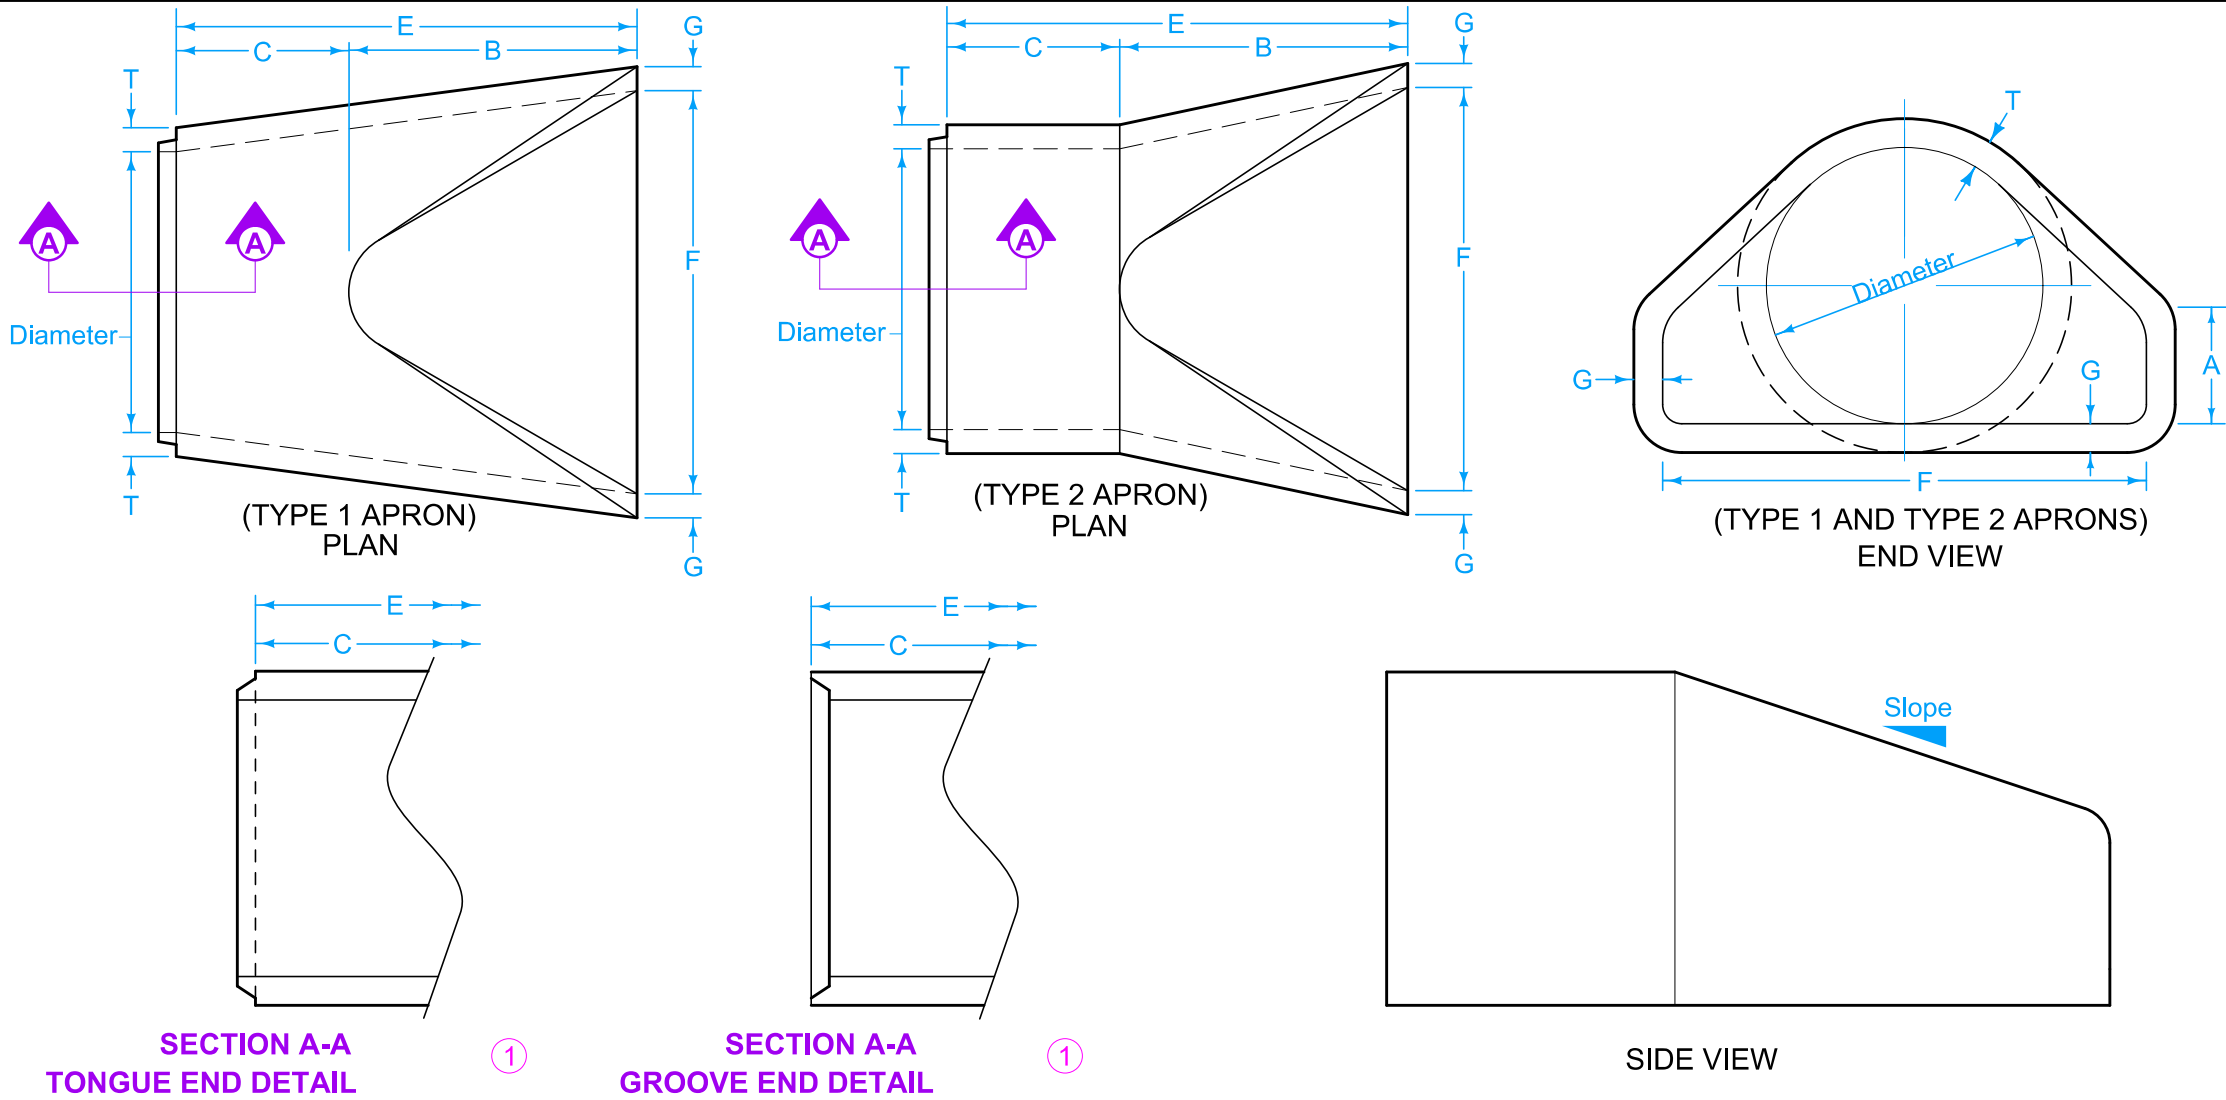 E
C
B
G
T
A
A
Diameter
F
T
G
(TYPE 1 APRON)
PLAN
E
C
B
G
T
A
A
Diameter
F
T
G
(TYPE 2 APRON)
PLAN
T
Diameter
G
G
A
F
(TYPE 1 AND TYPE 2 APRONS)
END VIEW
E
C
SECTION A-A
TONGUE END DETAIL
1
E
C
SECTION A-A
GROOVE END DETAIL
1
Slope
SIDE VIEW